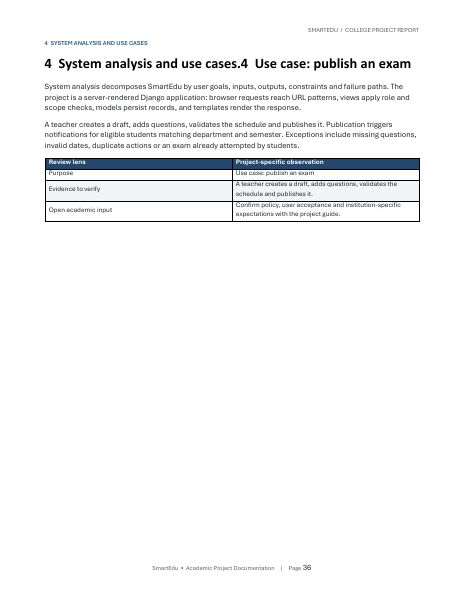 SMARTEDU / COLLEGE PROJECT REPORT
4 SYSTEM ANALYSIS AND USE CASES
4 System analysis and use cases.4 Use case: publish an exam
System analysis decomposes SmartEdu by user goals, inputs, outputs, constraints and failure paths. The
project is a server-rendered Django application: browser requests reach URL patterns, views apply role and
scope checks, models persist records, and templates render the response.
A teacher creates a draft, adds questions, validates the schedule and publishes it. Publication triggers
notifications for eligible students matching department and semester. Exceptions include missing questions,
invalid dates, duplicate actions or an exam already attempted by students.
Review lens Project-specific observation
Purpose Use case: publish an exam
Evidence to verify A teacher creates a draft, adds questions, validates the
schedule and publishes it.
Open academic input Confirm policy, user acceptance and institution-specific
expectations with the project guide.
SmartEdu • Academic Project Documentation | Page 36